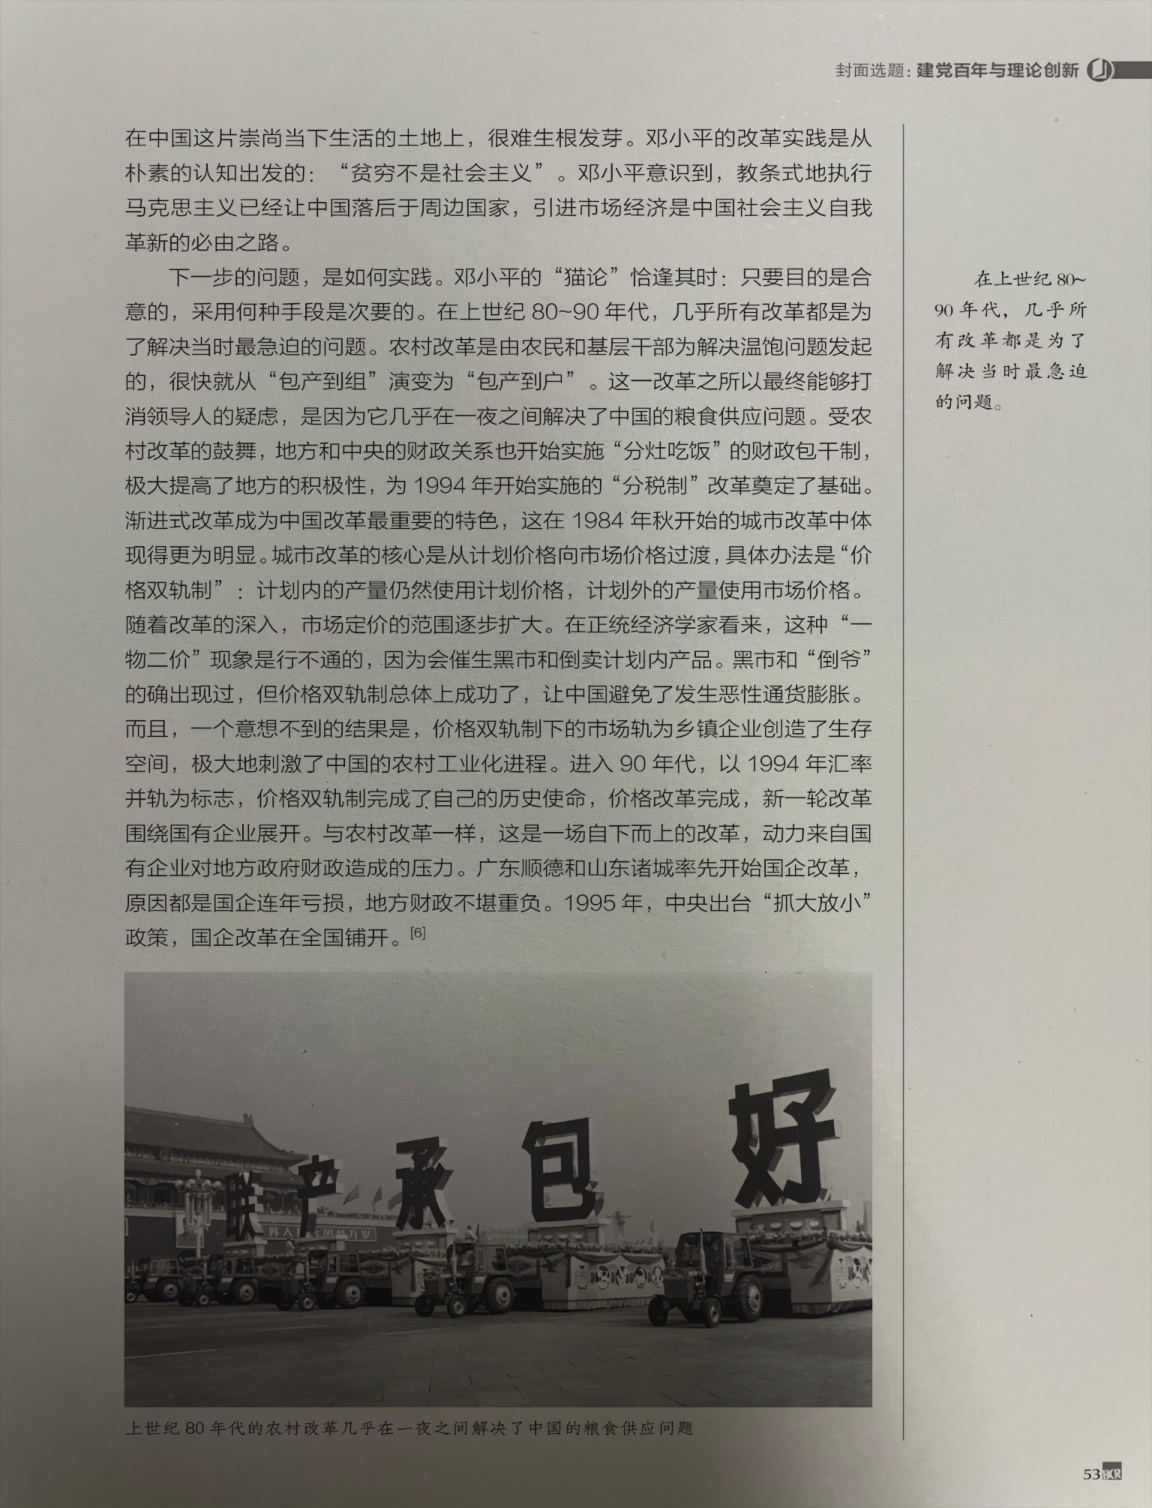 封面选题：建党百年与理论创新
在中国这片崇尚当下生活的土地上，很难生根发芽。邓小平的改革实践是从
朴素的认知出发的：“贫穷不是社会主义”。邓小平意识到，教条式地执行
马克思主义已经让中国落后于周边国家，引进市场经济是中国社会主义自我
革新的必由之路。
下一步的问题，是如何实践。邓小平的“猫论”恰逢其时：只要目的是合
意的，采用何种手段是次要的。在上世纪 80~90 年代，几乎所有改革都是为
了解决当时最急迫的问题。农村改革是由农民和基层干部为解决温饱问题发起
的，很快就从“包产到组”演变为“包产到户”。这一改革之所以最终能够打
消领导人的疑虑，是因为它几乎在一夜之间解决了中国的粮食供应问题。受农
村改革的鼓舞，地方和中央的财政关系也开始实施“分灶吃饭”的财政包干制，
极大提高了地方的积极性，为 1994 年开始实施的“分税制”改革奠定了基础。
渐进式改革成为中国改革最重要的特色，这在 1984 年秋开始的城市改革中体
现得更为明显。城市改革的核心是从计划价格向市场价格过渡，具体办法是“价
格双轨制”：计划内的产量仍然使用计划价格，计划外的产量使用市场价格。
随着改革的深入，市场定价的范围逐步扩大。在正统经济学家看来，这种“一
物二价”现象是行不通的，因为会催生黑市和倒卖计划内产品。黑市和“倒爷”
的确出现过，但价格双轨制总体上成功了，让中国避免了发生恶性通货膨胀。
而且，一个意想不到的结果是，价格双轨制下的市场轨为乡镇企业创造了生存
空间，极大地刺激了中国的农村工业化进程。进入 90 年代，以 1994 年汇率
并轨为标志，价格双轨制完成了自己的历史使命，价格改革完成，新一轮改革
围绕国有企业展开。与农村改革一样，这是一场自下而上的改革，动力来自国
有企业对地方政府财政造成的压力。广东顺德和山东诸城率先开始国企改革，
原因都是国企连年亏损，地方财政不堪重负。1995 年，中央出台“抓大放小”
政策，国企改革在全国铺开。[6]
在上世纪 80~
90 年代，几乎所
有改革都是为了
解决当时最急迫
的问题。
联产承包好
上世纪 80 年代的农村改革几乎在一夜之间解决了中国的粮食供应问题
53